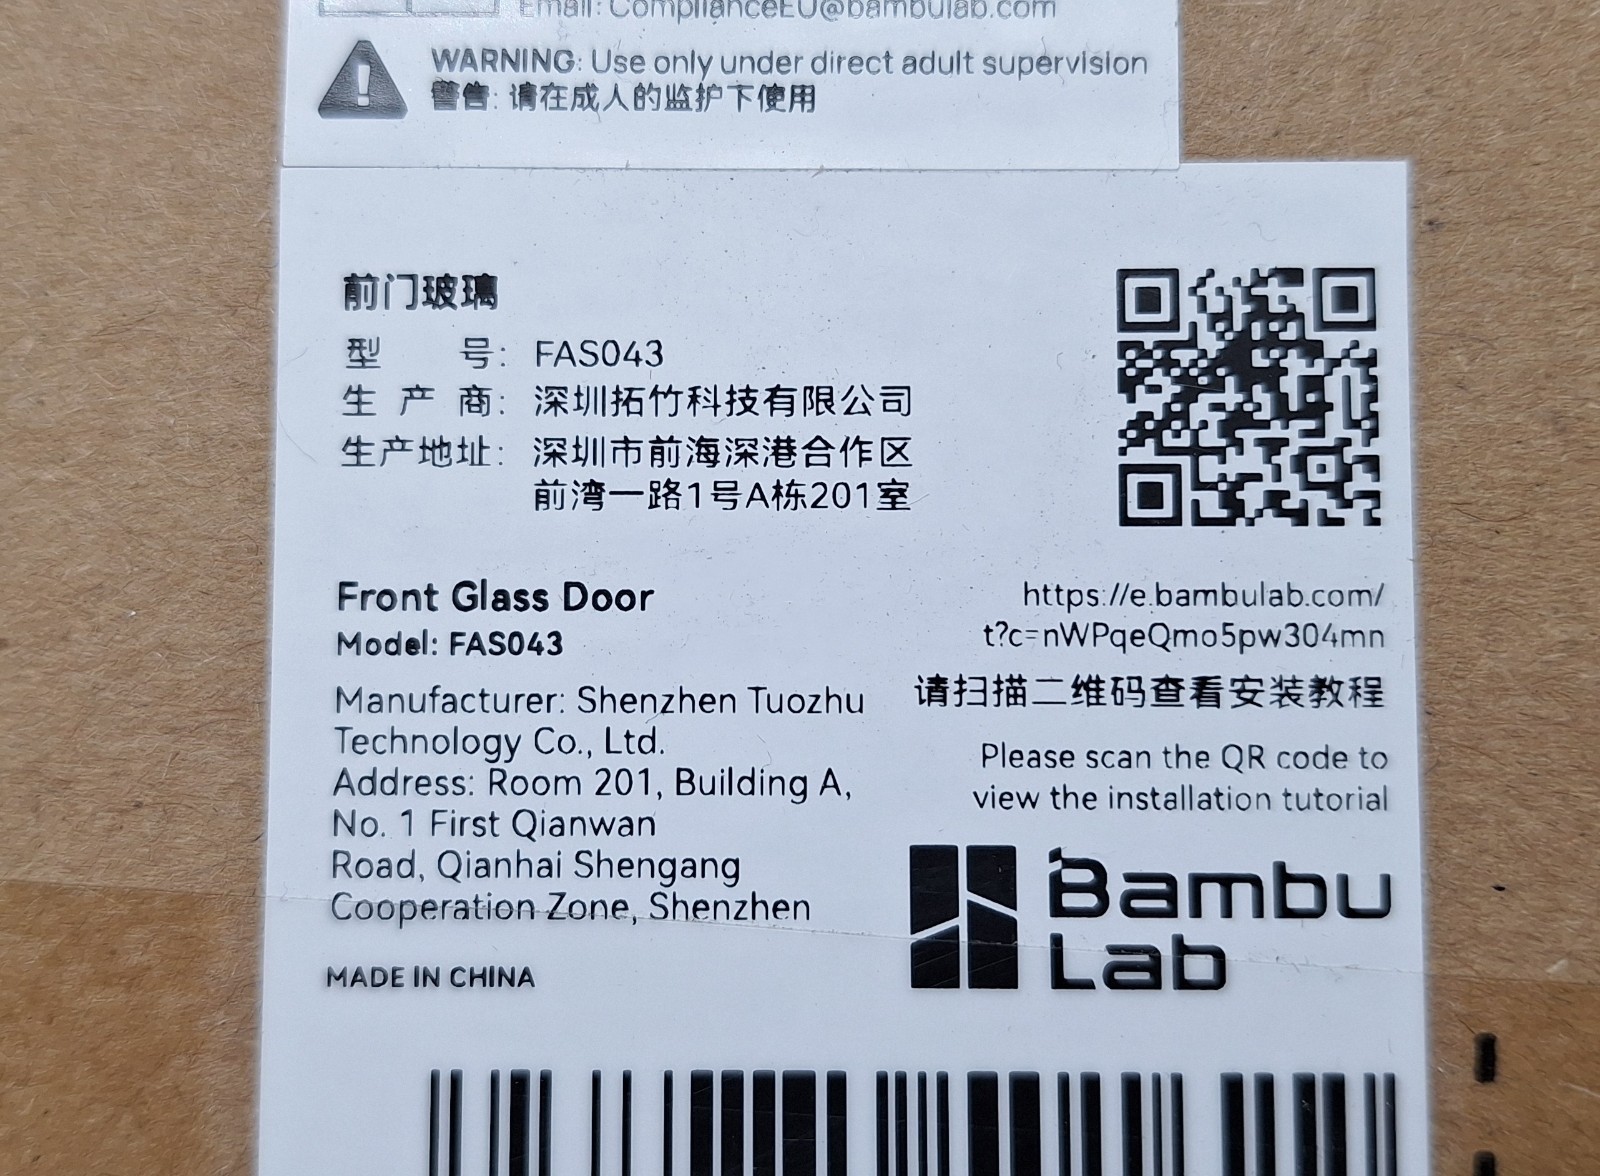 Email: ComplianceEU@bambulab.com
WARNING: Use only under direct adult supervision
警告: 请在成人的监护下使用
前门玻璃
型 号: FAS043
生 产 商: 深圳拓竹科技有限公司
生产地址: 深圳市前海深港合作区
前湾一路1号A栋201室
Front Glass Door
Model: FAS043
Manufacturer: Shenzhen Tuozhu
Technology Co., Ltd.
Address: Room 201, Building A,
No. 1 First Qianwan
Road, Qianhai Shengang
Cooperation Zone, Shenzhen
MADE IN CHINA
https://e.bambulab.com/
t?c=nWPqeQmo5pw304mn
请扫描二维码查看安装教程
Please scan the QR code to
view the installation tutorial
Bambu
Lab